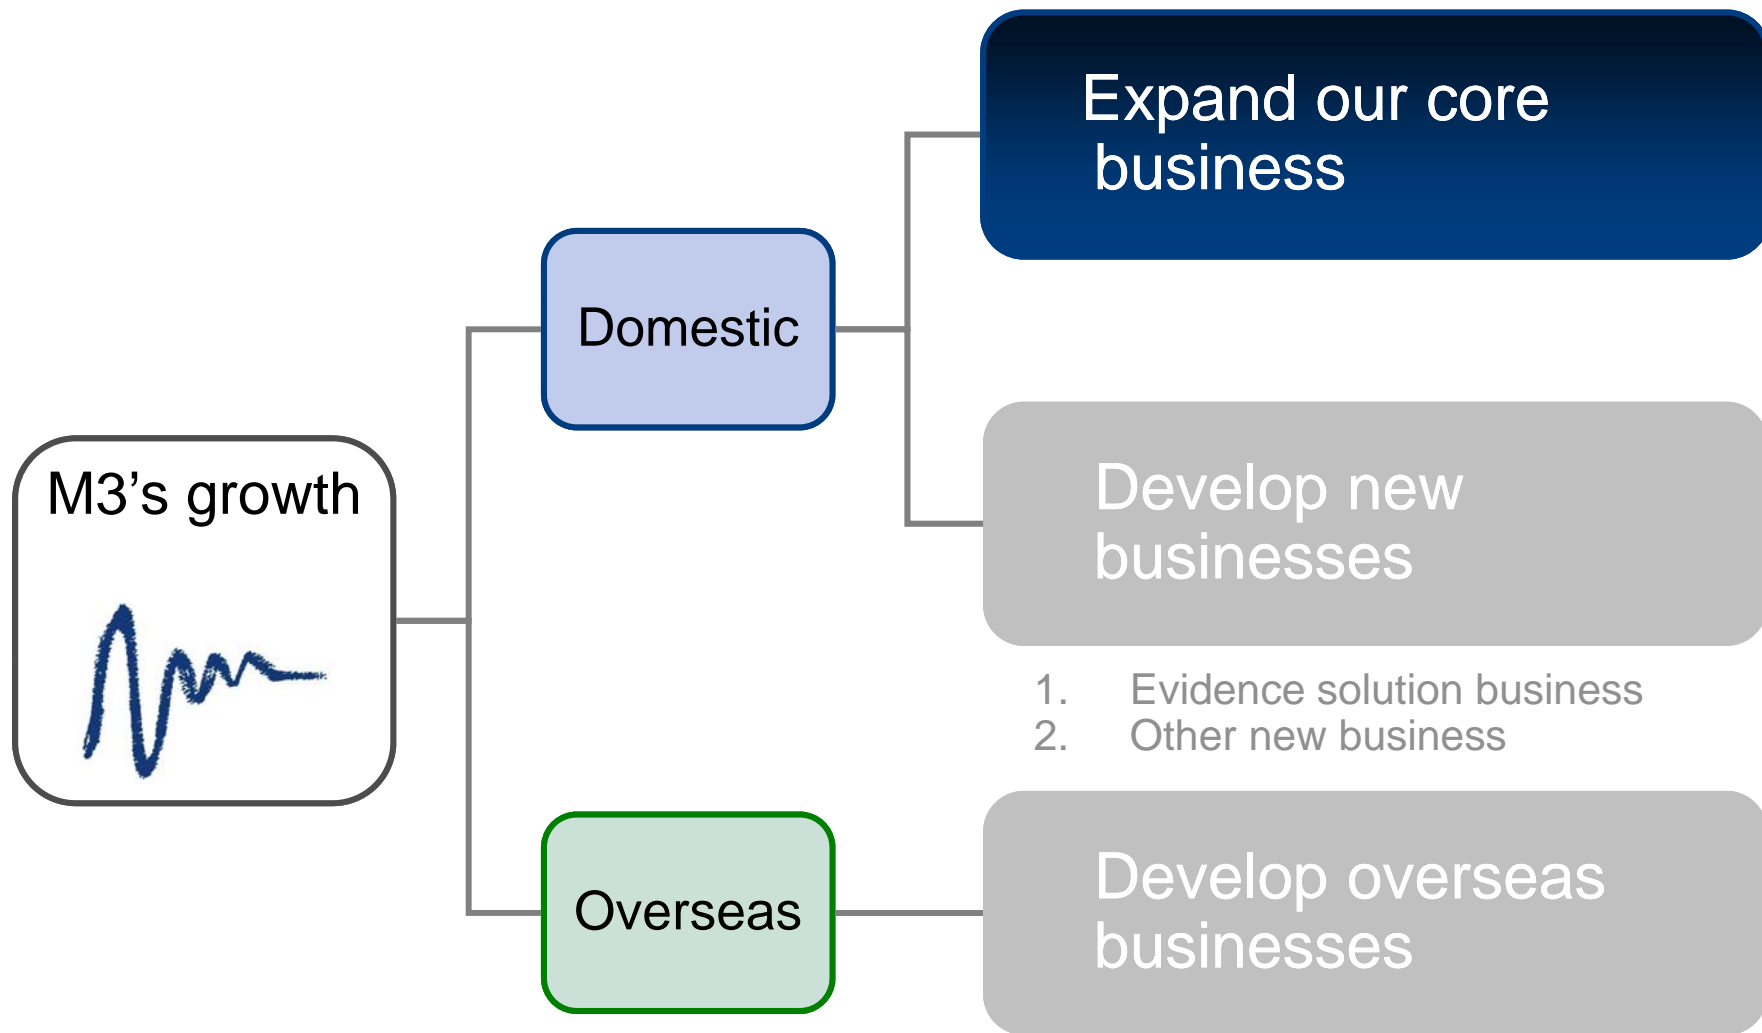 Expand our core
business
Domestic
M3’s growth
Develop new
businesses
1. Evidence solution business
2. Other new business
Overseas
Develop overseas
businesses